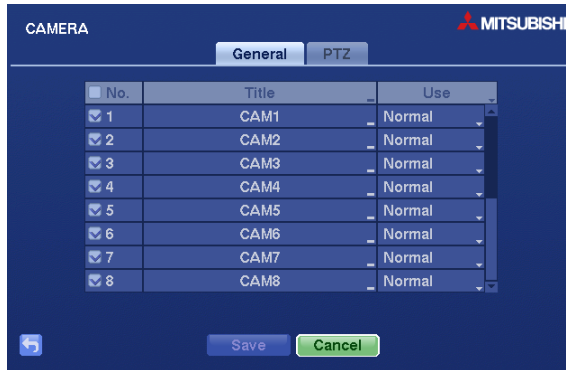 CAMERA
MITSUBISHI
General PTZ
No. Title Use
1 CAM1 Normal
2 CAM2 Normal
3 CAM3 Normal
4 CAM4 Normal
5 CAM5 Normal
6 CAM6 Normal
7 CAM7 Normal
8 CAM8 Normal
Save Cancel